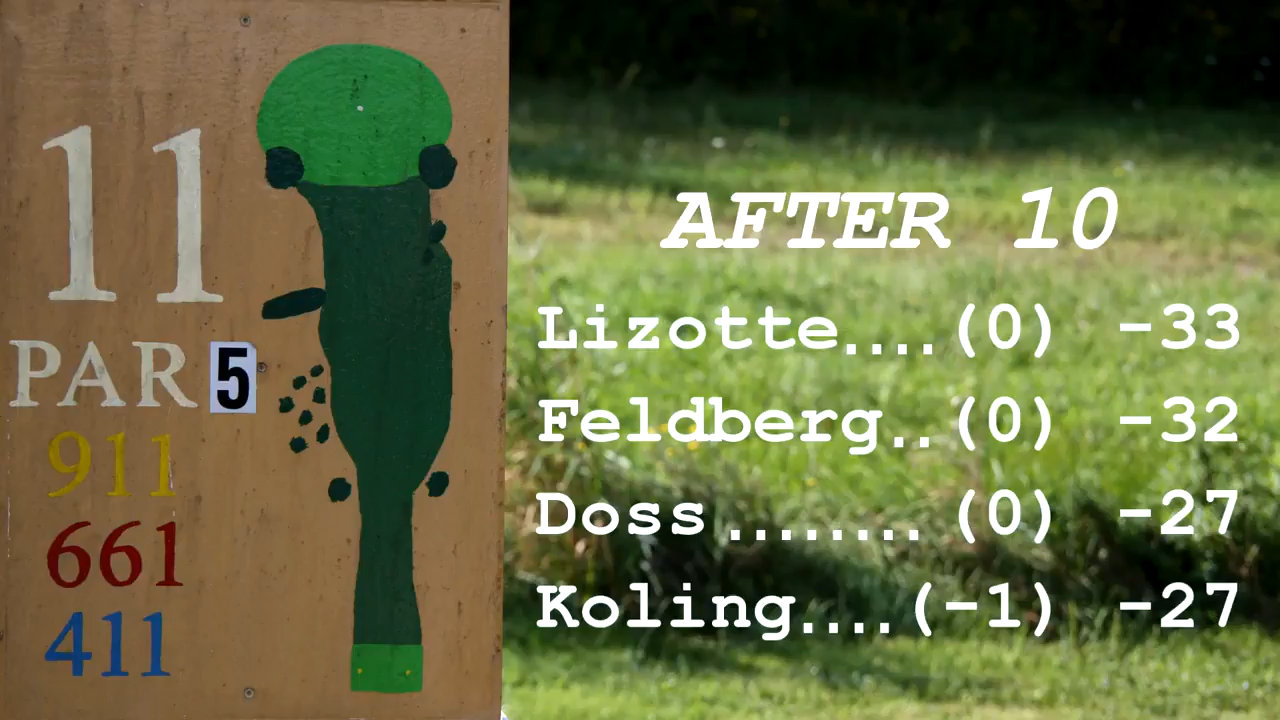 11
PAR 5
911
661
411
AFTER 10
Lizotte....(0) -33
Feldberg..(0) -32
Doss........(0) -27
Koling....(-1) -27